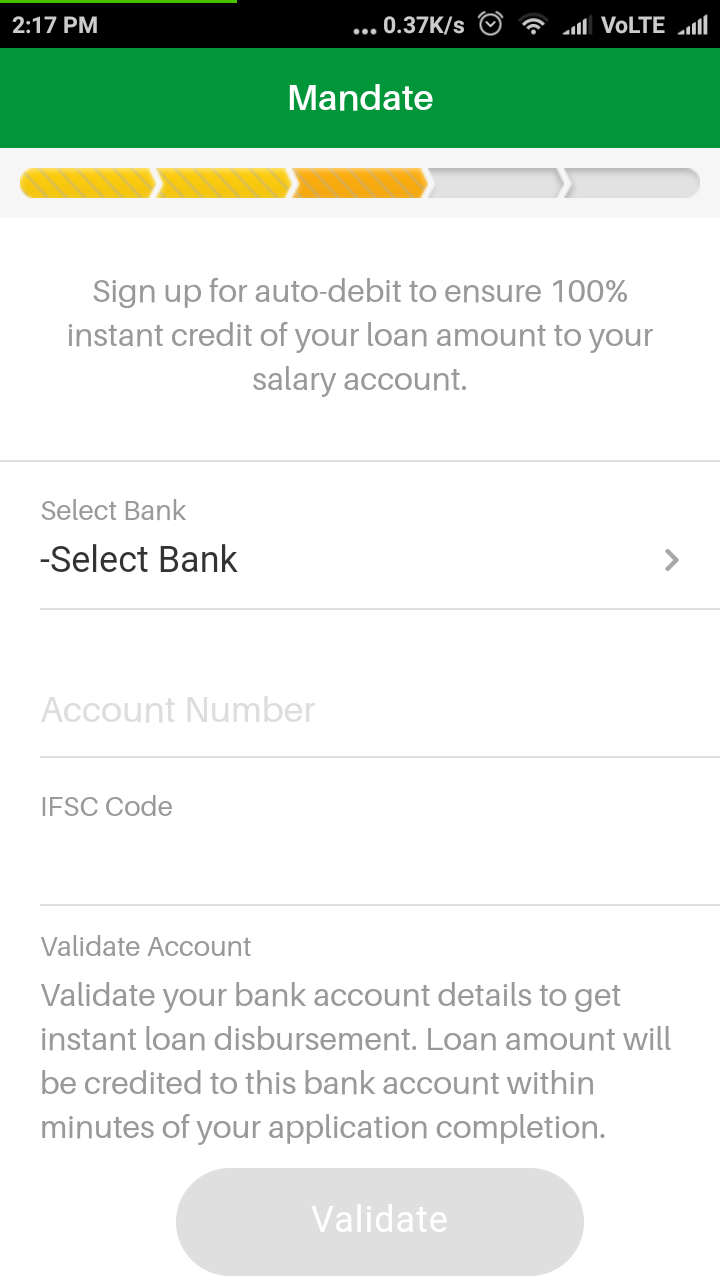 2:17 PM ... 0.37K/s VoLTE
Mandate
Sign up for auto-debit to ensure 100%
instant credit of your loan amount to your
salary account.
Select Bank
-Select Bank
Account Number
IFSC Code
Validate Account
Validate your bank account details to get
instant loan disbursement. Loan amount will
be credited to this bank account within
minutes of your application completion.
Validate